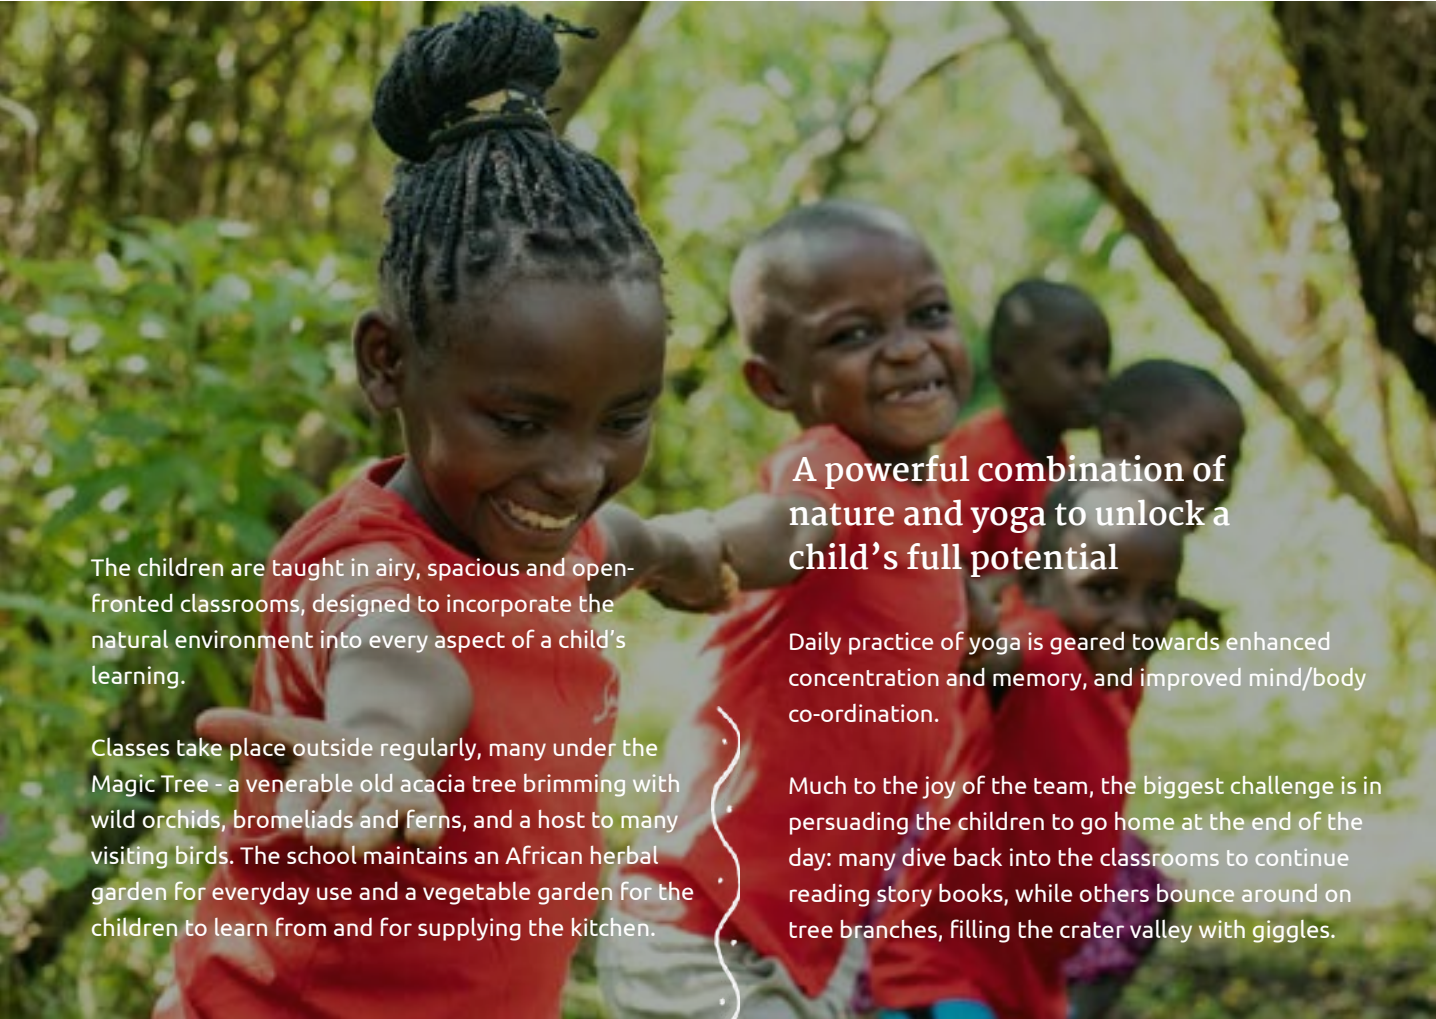 The children are taught in airy, spacious and open-
fronted classrooms, designed to incorporate the
natural environment into every aspect of a child’s
learning.
Classes take place outside regularly, many under the
Magic Tree - a venerable old acacia tree brimming with
wild orchids, bromeliads and ferns, and a host to many
visiting birds. The school maintains an African herbal
garden for everyday use and a vegetable garden for the
children to learn from and for supplying the kitchen.
A powerful combination of
nature and yoga to unlock a
child’s full potential
Daily practice of yoga is geared towards enhanced
concentration and memory, and improved mind/body
co-ordination.
Much to the joy of the team, the biggest challenge is in
persuading the children to go home at the end of the
day: many dive back into the classrooms to continue
reading story books, while others bounce around on
tree branches, filling the crater valley with giggles.